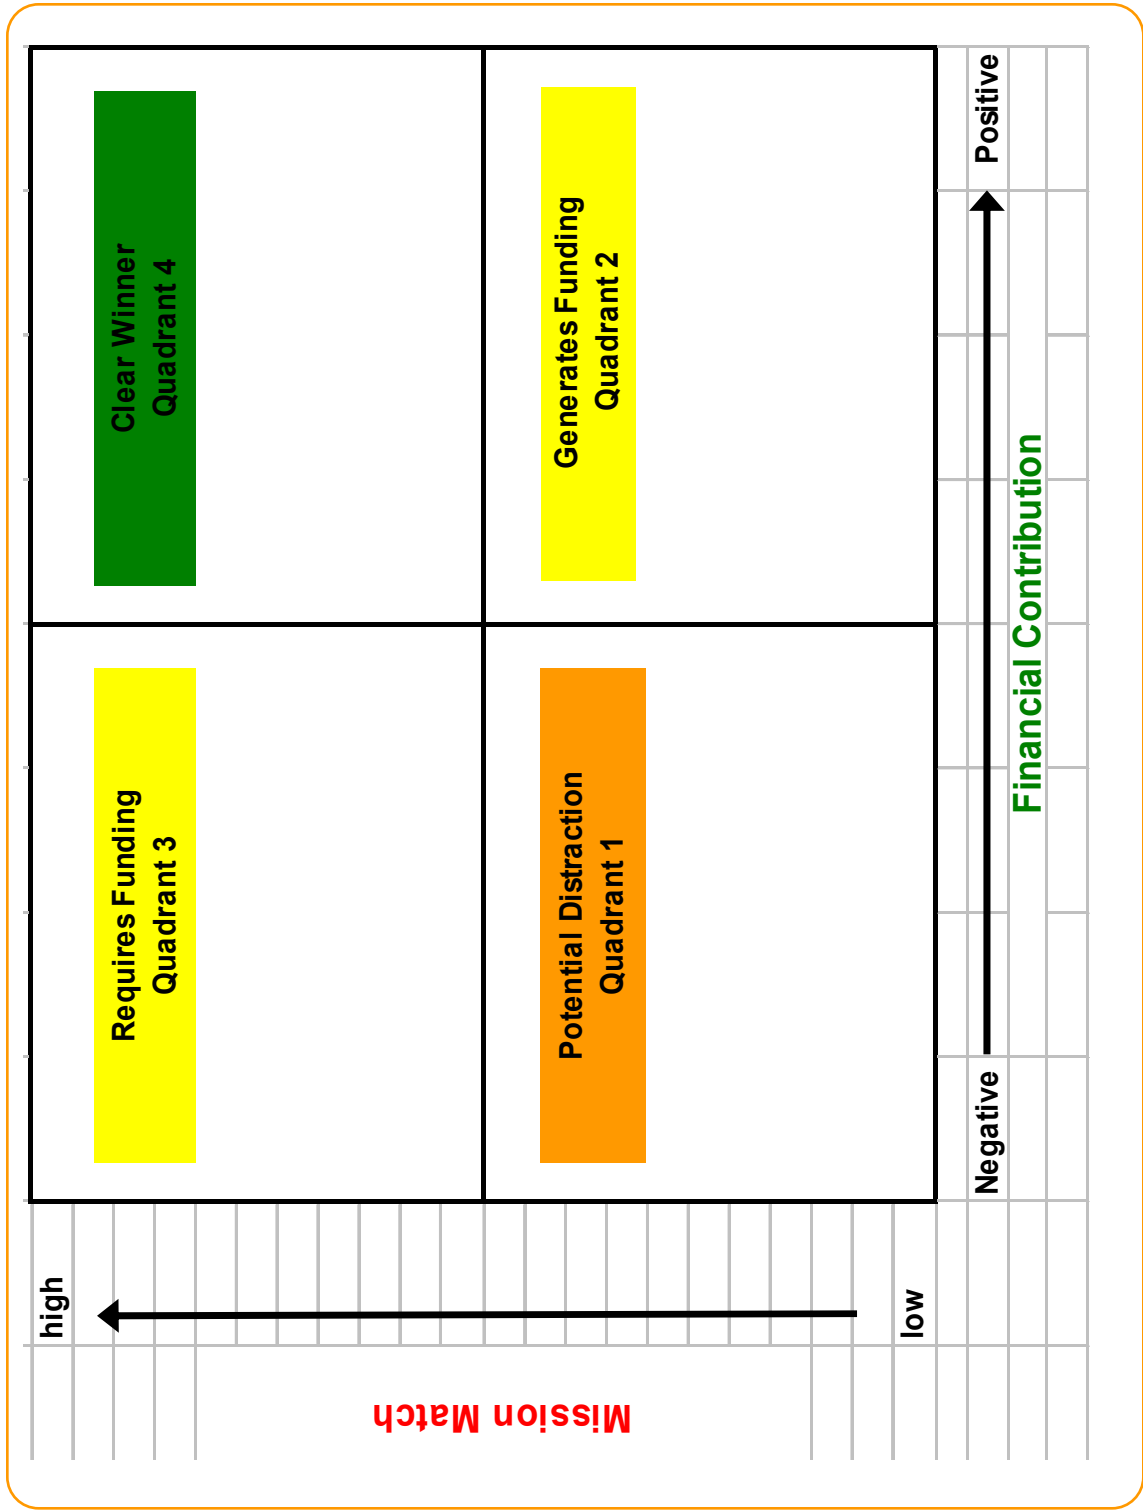 Mission Match
high
low
Requires Funding
Quadrant 3
Clear Winner
Quadrant 4
Potential Distraction
Quadrant 1
Generates Funding
Quadrant 2
Negative
Positive
Financial Contribution